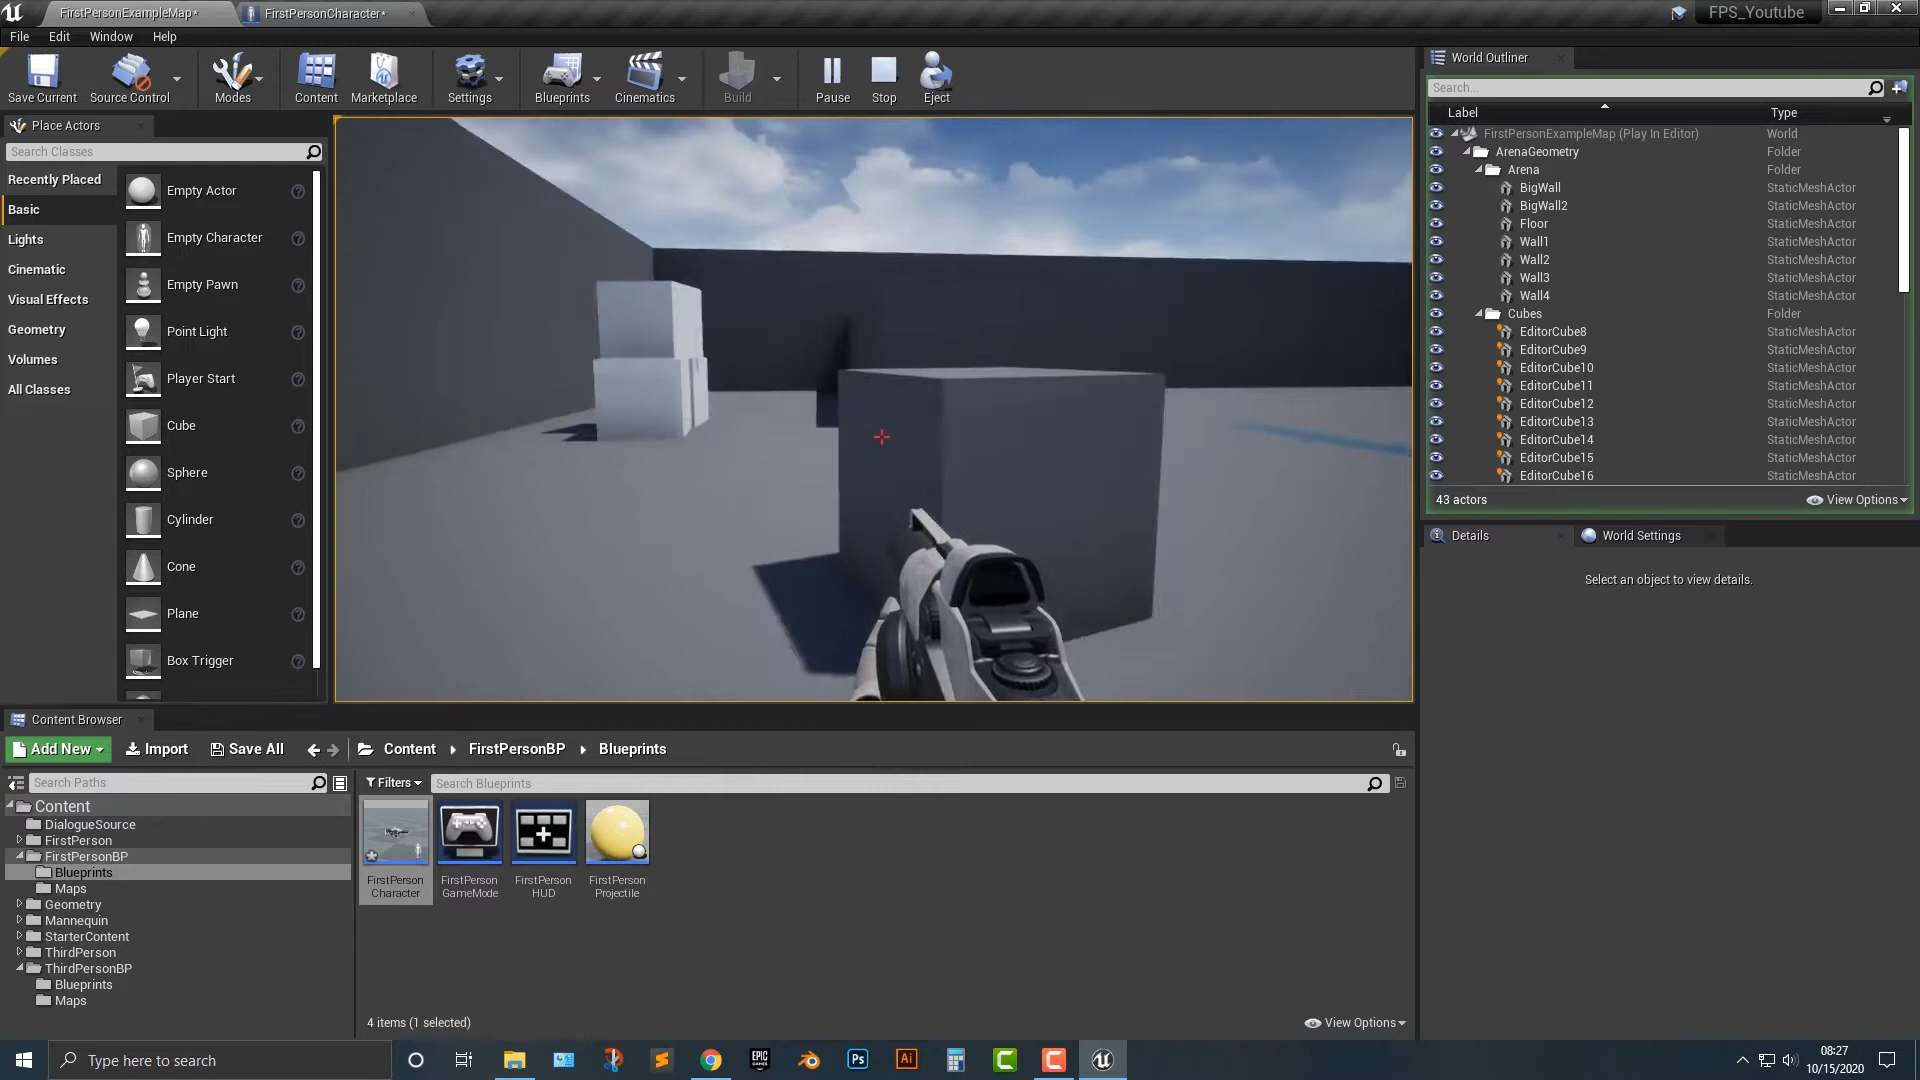 FirstPersonExampleMap*
FirstPersonCharacter*
FPS_Youtube
File Edit Window Help
Save Current
Source Control
Modes
Content
Marketplace
Settings
Blueprints
Cinematics
Build
Pause
Stop
Eject
Place Actors
Search Classes
Recently Placed
Basic
Lights
Cinematic
Visual Effects
Geometry
Volumes
All Classes
Empty Actor
Empty Character
Empty Pawn
Point Light
Player Start
Cube
Sphere
Cylinder
Cone
Plane
Box Trigger
World Outliner
Search...
Label Type
FirstPersonExampleMap (Play In Editor) World
ArenaGeometry Folder
Arena Folder
BigWall StaticMeshActor
BigWall2 StaticMeshActor
Floor StaticMeshActor
Wall1 StaticMeshActor
Wall2 StaticMeshActor
Wall3 StaticMeshActor
Wall4 StaticMeshActor
Cubes Folder
EditorCube8 StaticMeshActor
EditorCube9 StaticMeshActor
EditorCube10 StaticMeshActor
EditorCube11 StaticMeshActor
EditorCube12 StaticMeshActor
EditorCube13 StaticMeshActor
EditorCube14 StaticMeshActor
EditorCube15 StaticMeshActor
EditorCube16 StaticMeshActor
43 actors
View Options
Details
World Settings
Select an object to view details.
Content Browser
Add New
Import
Save All
Content
FirstPersonBP
Blueprints
Search Paths
Filters
Search Blueprints
Content
DialogueSource
FirstPerson
FirstPersonBP
Blueprints
Maps
Geometry
Mannequin
StarterContent
ThirdPerson
ThirdPersonBP
Blueprints
Maps
FirstPerson
Character
FirstPerson
GameMode
FirstPerson
HUD
FirstPerson
Projectile
4 items (1 selected)
View Options
Type here to search
EPIC
GAMES
Ps
Ai
08:27
10/15/2020